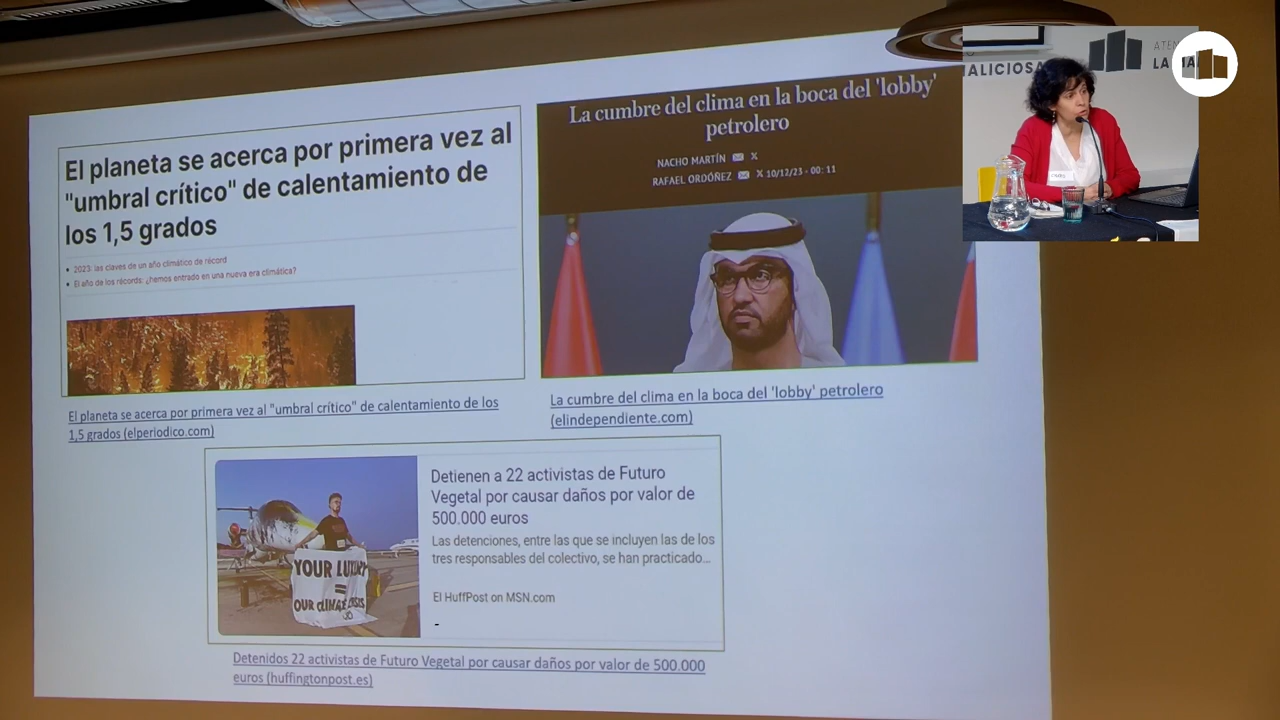 El planeta se acerca por primera vez al
"umbral crítico" de calentamiento de
los 1,5 grados
2023: las claves de un año climático de récord
El año de los récords: ¿hemos entrado en una nueva era climática?
El planeta se acerca por primera vez al "umbral crítico" de calentamiento de los
1,5 grados (elperiodico.com)
La cumbre del clima en la boca del 'lobby'
petrolero
NACHO MARTÍN
RAFAEL ORDÓÑEZ 10/12/23 - 00: 11
La cumbre del clima en la boca del 'lobby' petrolero
(elindependiente.com)
YOUR LUXURY
=
OUR CLIMATE CRISIS
Detienen a 22 activistas de Futuro
Vegetal por causar daños por valor de
500.000 euros
Las detenciones, entre las que se incluyen las de los
tres responsables del colectivo, se han practicado...
El HuffPost on MSN.com
Detenidos 22 activistas de Futuro Vegetal por causar daños por valor de 500.000
euros (huffingtonpost.es)
MALICIOSA
LA